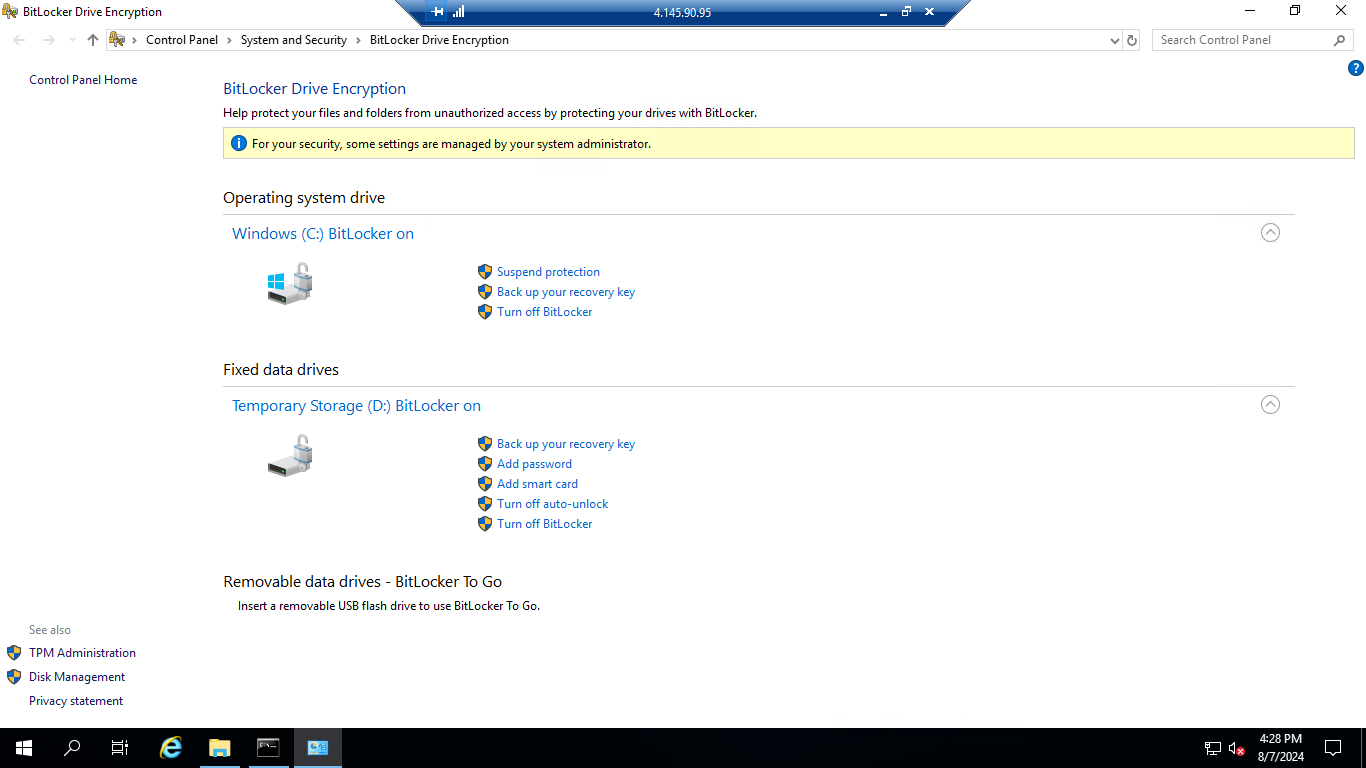 BitLocker Drive Encryption
4.145.90.95
Control Panel > System and Security > BitLocker Drive Encryption
Search Control Panel
Control Panel Home
BitLocker Drive Encryption
Help protect your files and folders from unauthorized access by protecting your drives with BitLocker.
For your security, some settings are managed by your system administrator.
Operating system drive
Windows (C:) BitLocker on
Suspend protection
Back up your recovery key
Turn off BitLocker
Fixed data drives
Temporary Storage (D:) BitLocker on
Back up your recovery key
Add password
Add smart card
Turn off auto-unlock
Turn off BitLocker
Removable data drives - BitLocker To Go
Insert a removable USB flash drive to use BitLocker To Go.
See also
TPM Administration
Disk Management
Privacy statement
4:28 PM
8/7/2024